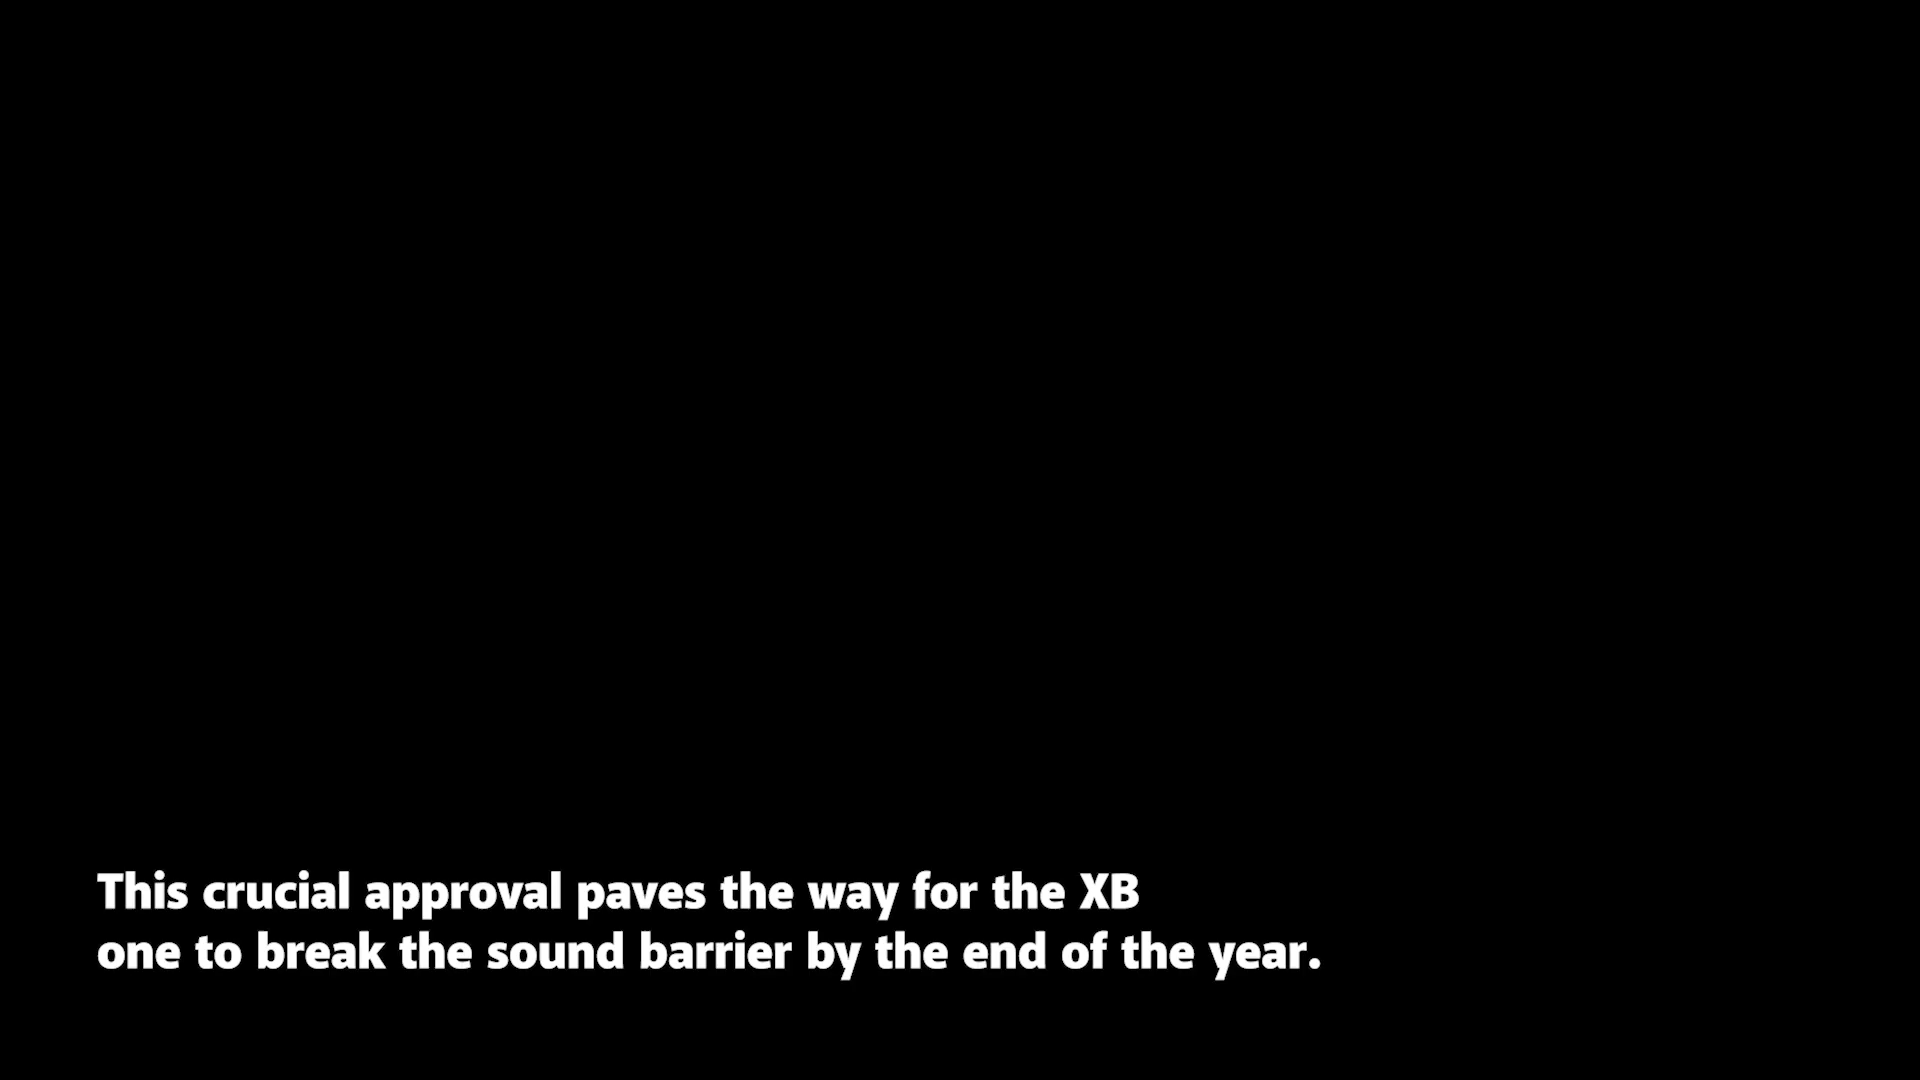 This crucial approval paves the way for the XB
one to break the sound barrier by the end of the year.